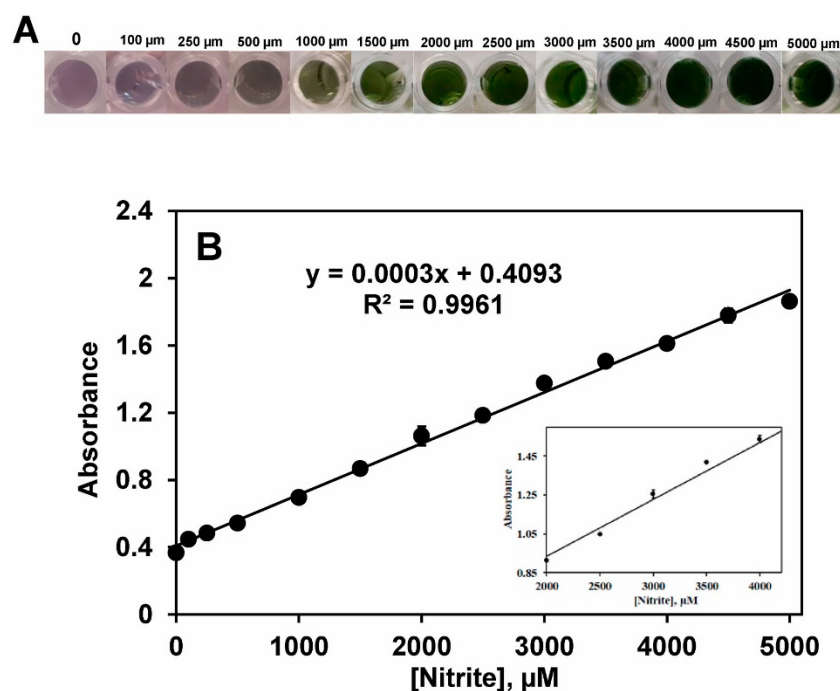 A
0 100 µm 250 µm 500 µm 1000 µm 1500 µm 2000 µm 2500 µm 3000 µm 3500 µm 4000 µm 4500 µm 5000 µm
B
y = 0.0003x + 0.4093
R² = 0.9961
Absorbance
2.4
2
1.6
1.2
0.8
0.4
0
0 1000 2000 3000 4000 5000
[Nitrite], µM
Absorbance
1.45
1.25
1.05
0.85
2000 2500 3000 3500 4000
[Nitrite], µM